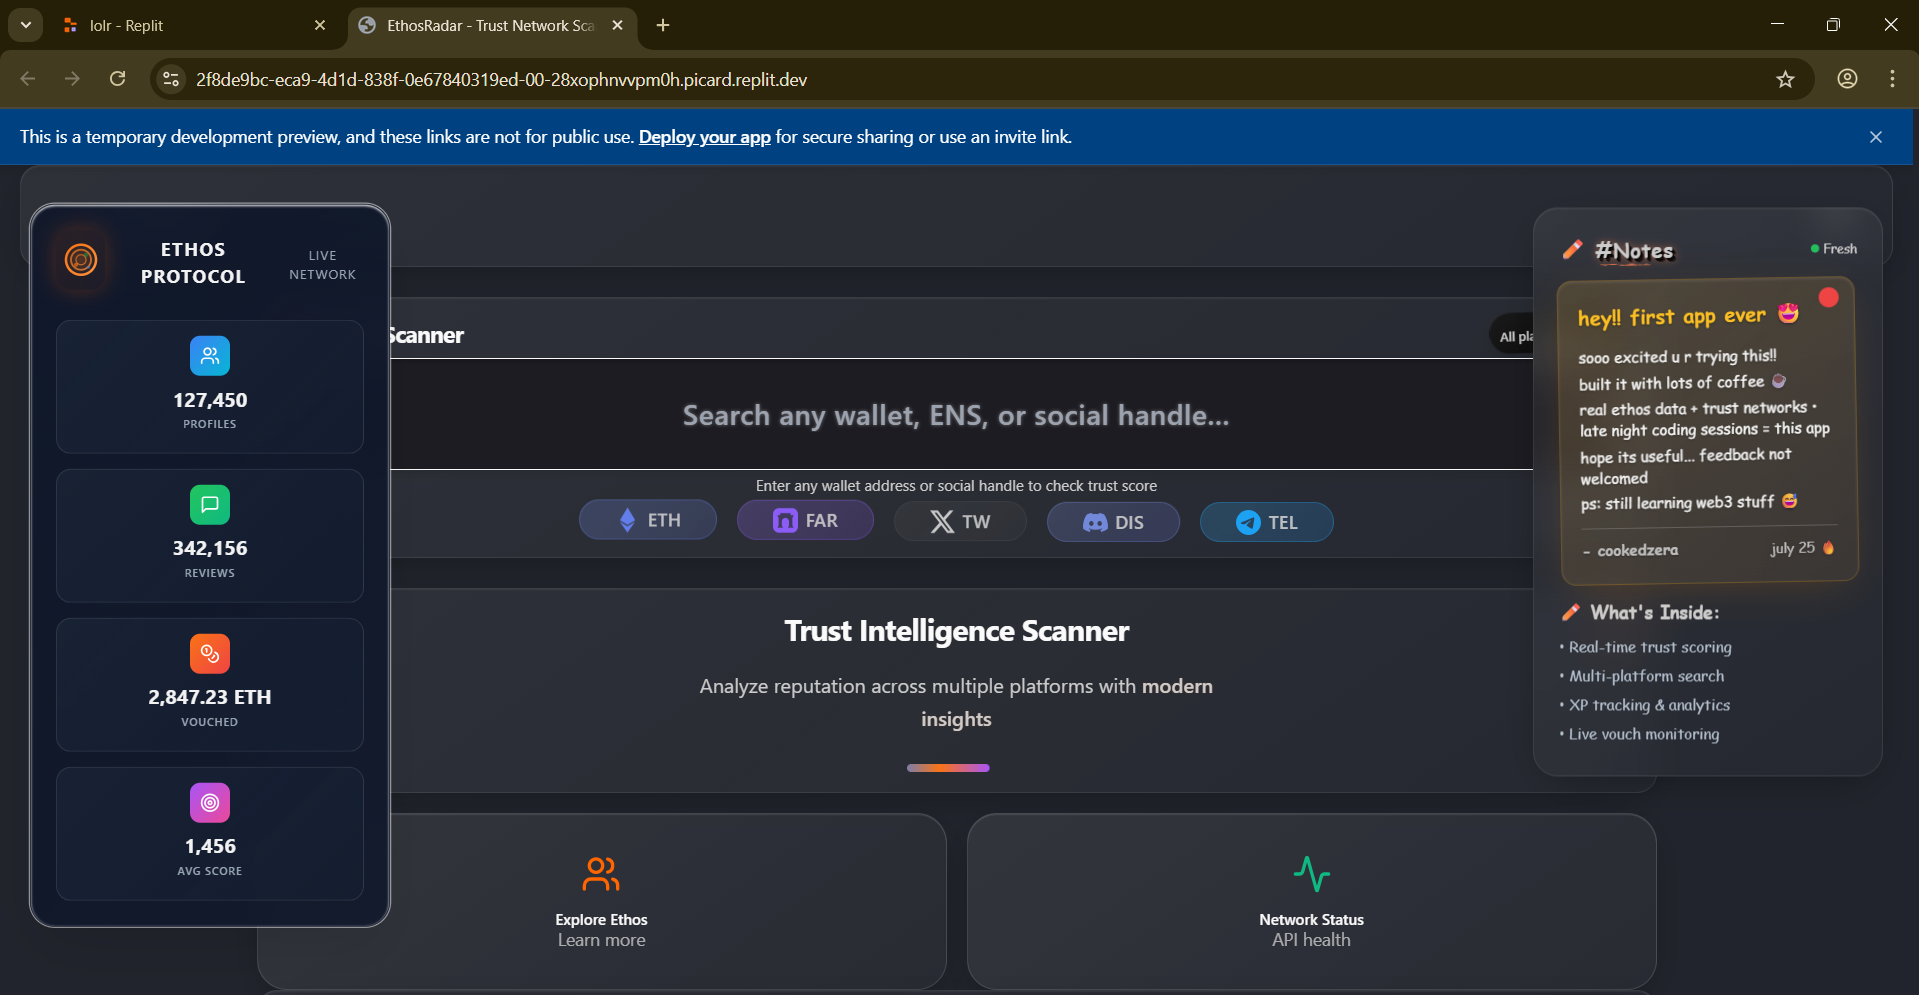 lolr - Replit
EthosRadar - Trust Network Sca
2f8de9bc-eca9-4d1d-838f-0e67840319ed-00-28xophnvvpm0h.picard.replit.dev
This is a temporary development preview, and these links are not for public use. Deploy your app for secure sharing or use an invite link.
ETHOS
PROTOCOL
LIVE
NETWORK
127,450
PROFILES
342,156
REVIEWS
2,847.23 ETH
VOUCHED
1,456
AVG SCORE
Scanner
All pla
Search any wallet, ENS, or social handle...
Enter any wallet address or social handle to check trust score
ETH
FAR
TW
DIS
TEL
Trust Intelligence Scanner
Analyze reputation across multiple platforms with modern
insights
Explore Ethos
Learn more
Network Status
API health
#Notes
Fresh
hey!! first app ever 🤩
sooo excited u r trying this!!
built it with lots of coffee ☕
real ethos data + trust networks •
late night coding sessions = this app
hope its useful... feedback not
welcomed
ps: still learning web3 stuff 😅
- cookedzera
july 25 🔥
What's Inside:
• Real-time trust scoring
• Multi-platform search
• XP tracking & analytics
• Live vouch monitoring